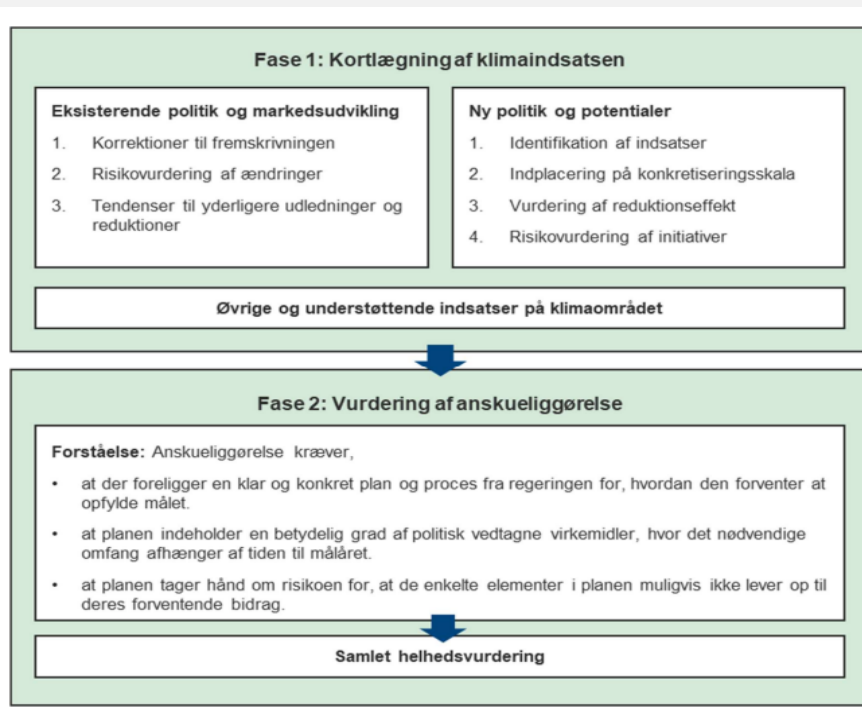 Fase 1: Kortlægning af klimaindsatsen
Eksisterende politik og markedsudvikling
1. Korrektioner til fremskrivningen
2. Risikovurdering af ændringer
3. Tendenser til yderligere udledninger og
reduktioner
Ny politik og potentialer
1. Identifikation af indsatser
2. Indplacering på konkretiseringsskala
3. Vurdering af reduktionseffekt
4. Risikovurdering af initiativer
Øvrige og understøttende indsatser på klimaområdet
Fase 2: Vurdering af anskueliggørelse
Forståelse: Anskueliggørelse kræver,
• at der foreligger en klar og konkret plan og proces fra regeringen for, hvordan den forventer at
opfylde målet.
• at planen indeholder en betydelig grad af politisk vedtagne virkemidler, hvor det nødvendige
omfang afhænger af tiden til målåret.
• at planen tager hånd om risikoen for, at de enkelte elementer i planen muligvis ikke lever op til
deres forventende bidrag.
Samlet helhedsvurdering